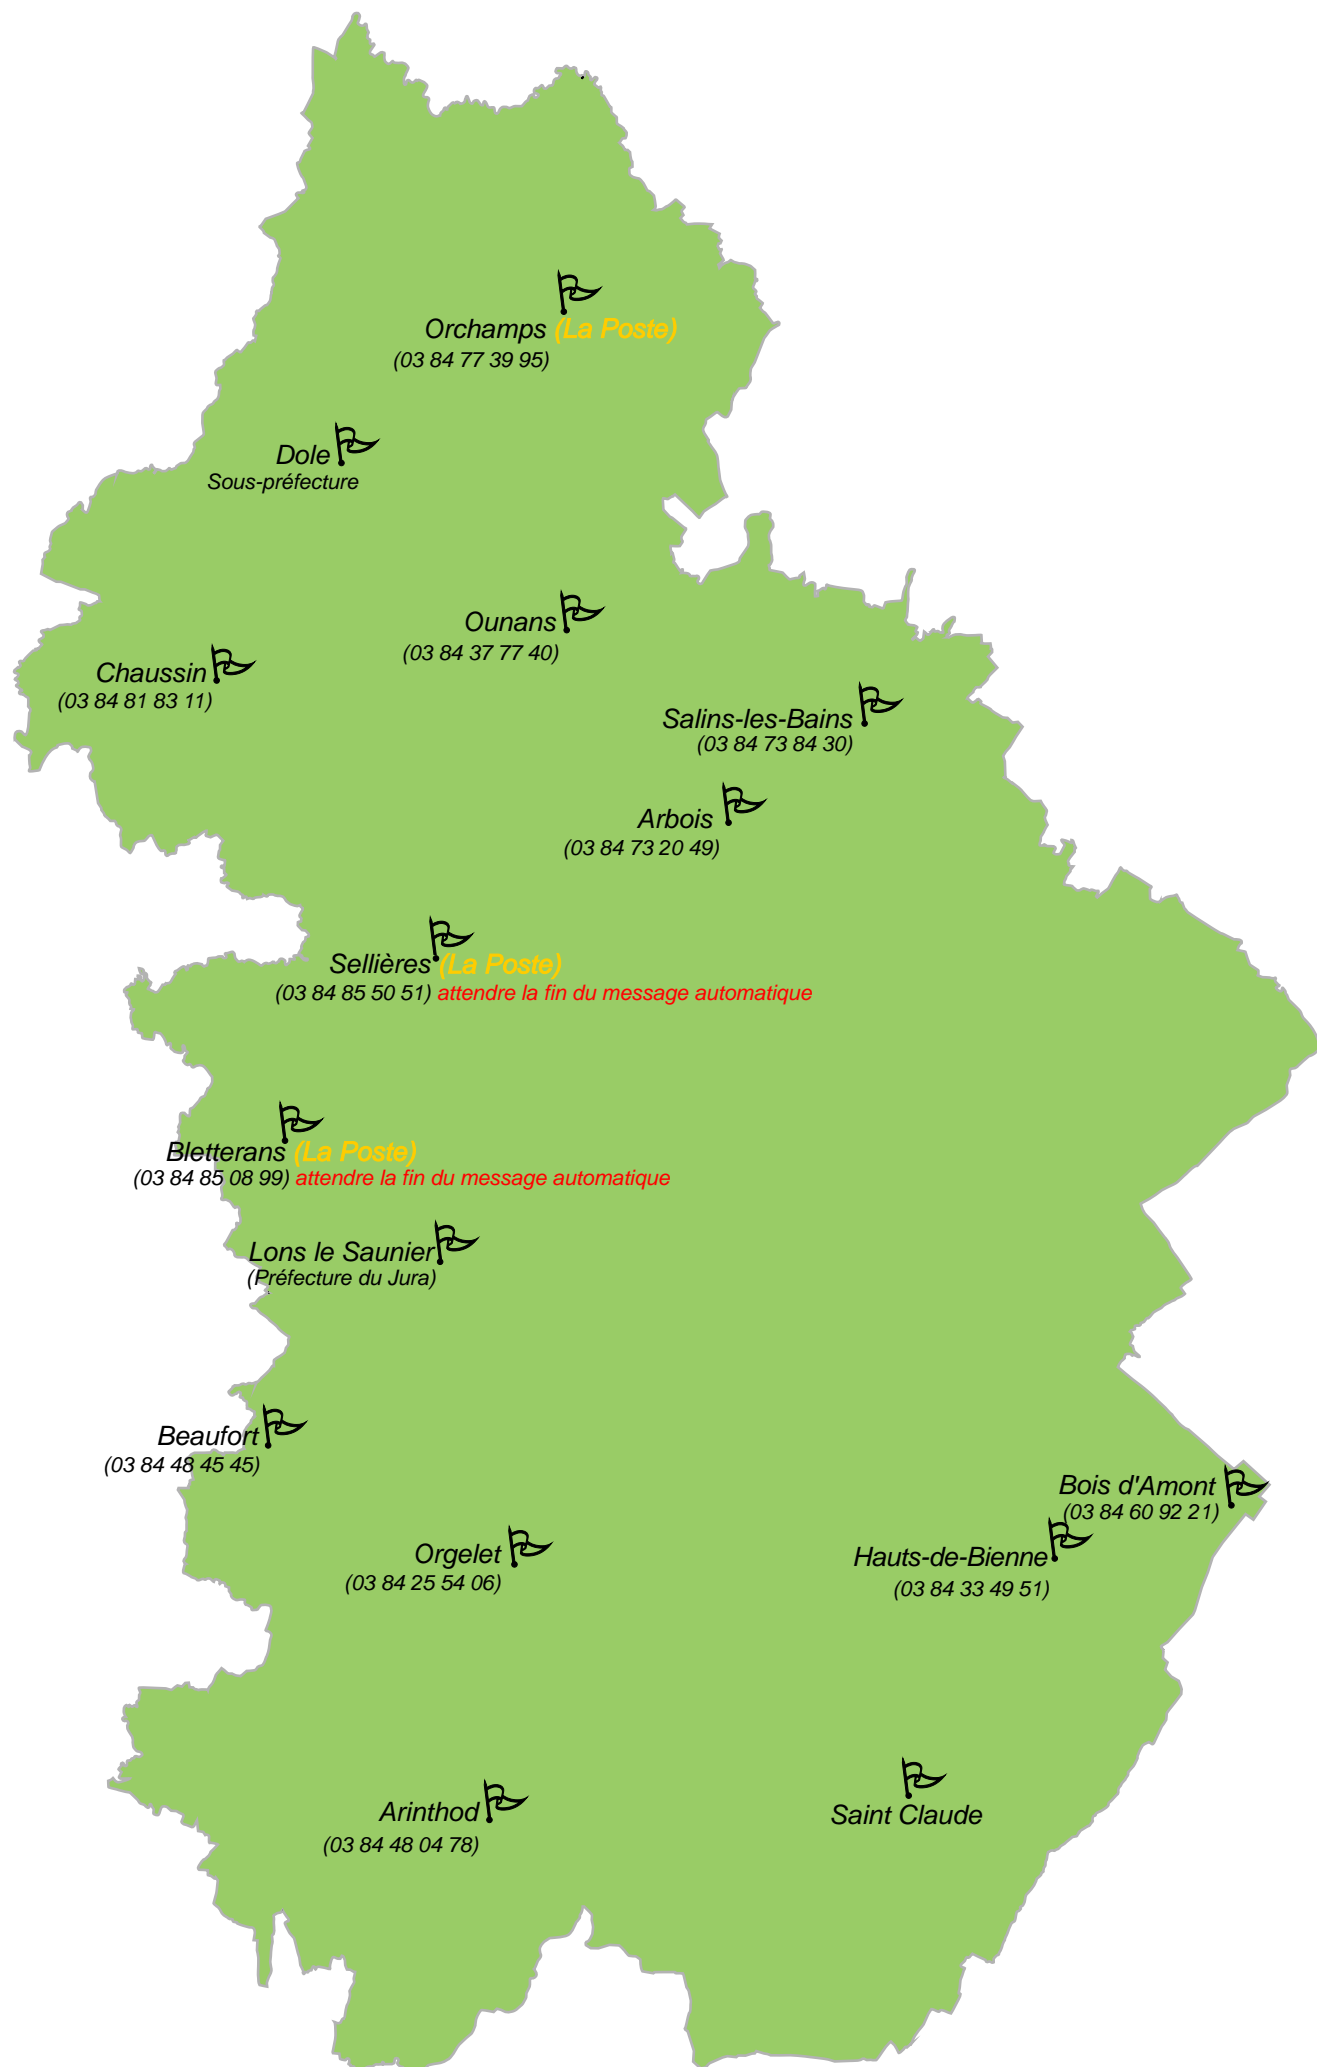 Orchamps (La Poste)
(03 84 77 39 95)
Dole
Sous-préfecture
Ounans
(03 84 37 77 40)
Chaussin
(03 84 81 83 11)
Salins-les-Bains
(03 84 73 84 30)
Arbois
(03 84 73 20 49)
Sellières (La Poste)
(03 84 85 50 51) attendre la fin du message automatique
Bletterans (La Poste)
(03 84 85 08 99) attendre la fin du message automatique
Lons le Saunier
(Préfecture du Jura)
Beaufort
(03 84 48 45 45)
Bois d'Amont
(03 84 60 92 21)
Orgelet
(03 84 25 54 06)
Hauts-de-Bienne
(03 84 33 49 51)
Arinthod
(03 84 48 04 78)
Saint Claude